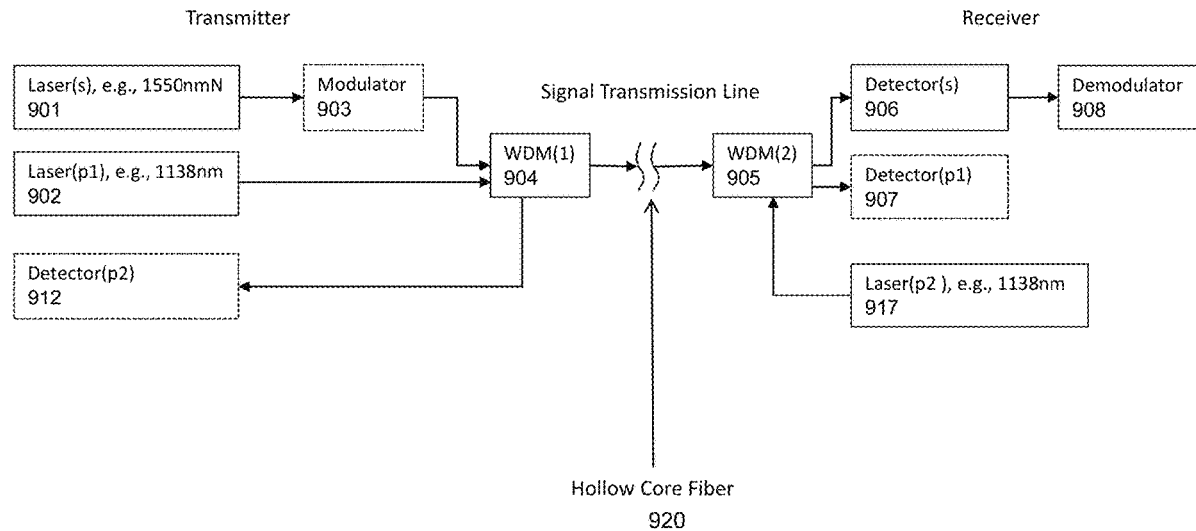 Transmitter
Receiver
Laser(s), e.g., 1550nmN
901
Modulator
903
Signal Transmission Line
Detector(s)
906
Demodulator
908
Laser(p1), e.g., 1138nm
902
WDM(1)
904
WDM(2)
905
Detector(p1)
907
Detector(p2)
912
Laser(p2 ), e.g., 1138nm
917
Hollow Core Fiber
920